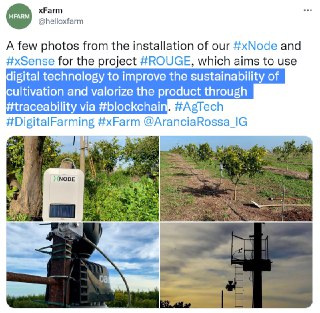 xFarm
@helloxfarm
HFARM
A few photos from the installation of our #xNode and
#xSense for the project #ROUGE, which aims to use
digital technology to improve the sustainability of
cultivation and valorize the product through
#traceability via #blockchain. #AgTech
#DigitalFarming #xFarm @AranciaRossa_IG
XNODE